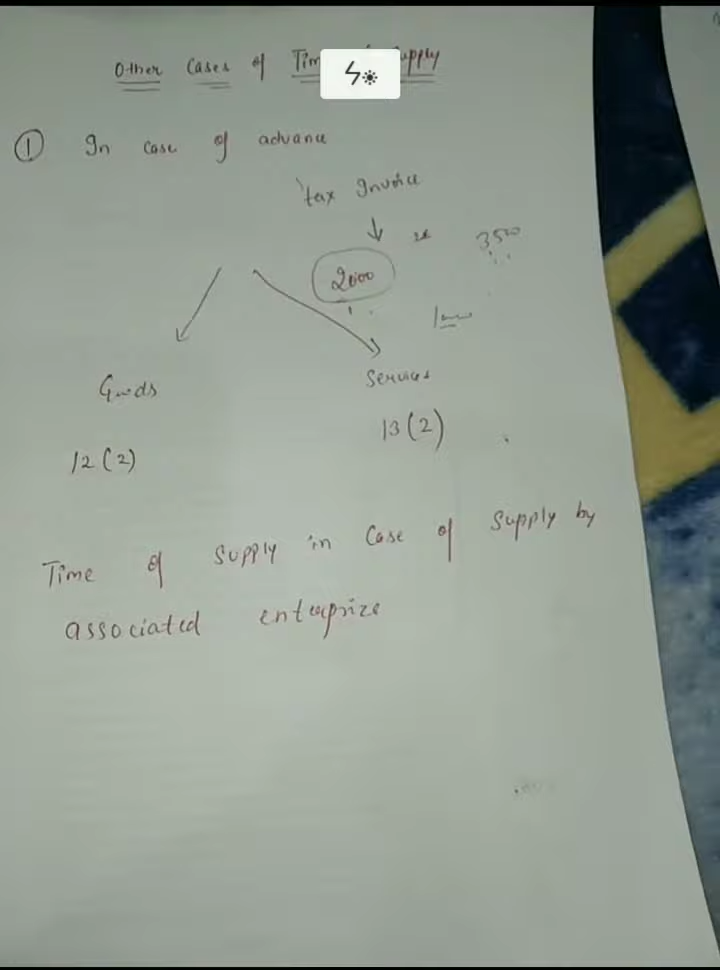 Other Cases of Tim upply
① In case of advance
tax Invoice
3500
2000
Goods
Services
12 (2)
13 (2)
Time of Supply in Case of Supply by
associated enterprize